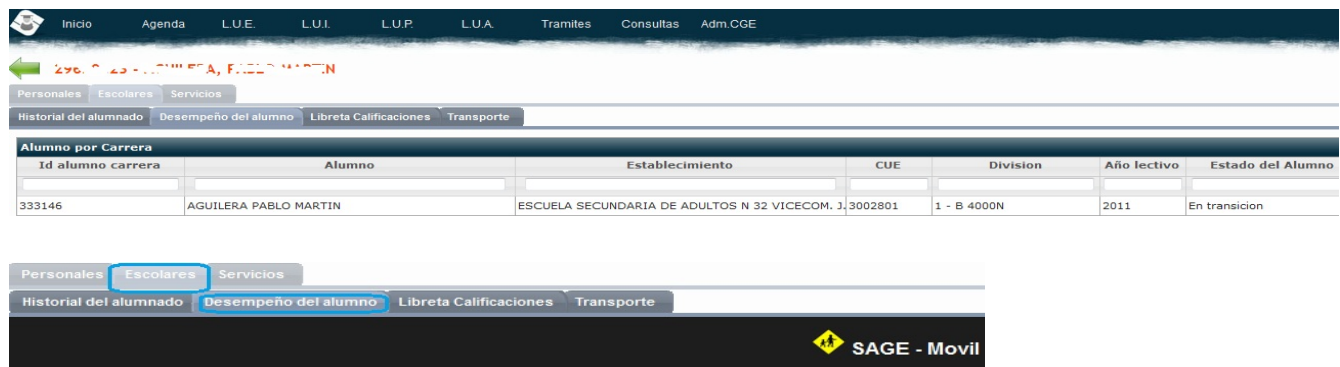 Inicio Agenda L.U.E. L.U.I. L.U.P. L.U.A. Tramites Consultas Adm.CGE
Personales Escolares Servicios
Historial del alumnado Desempeño del alumno Libreta Calificaciones Transporte
Alumno por Carrera
Id alumno carrera Alumno Establecimiento CUE Division Año lectivo Estado del Alumno
333146 AGUILERA PABLO MARTIN ESCUELA SECUNDARIA DE ADULTOS N 32 VICECOM. J. 3002801 1 - B 4000N 2011 En transicion
Personales Escolares Servicios
Historial del alumnado Desempeño del alumno Libreta Calificaciones Transporte
SAGE - Movil